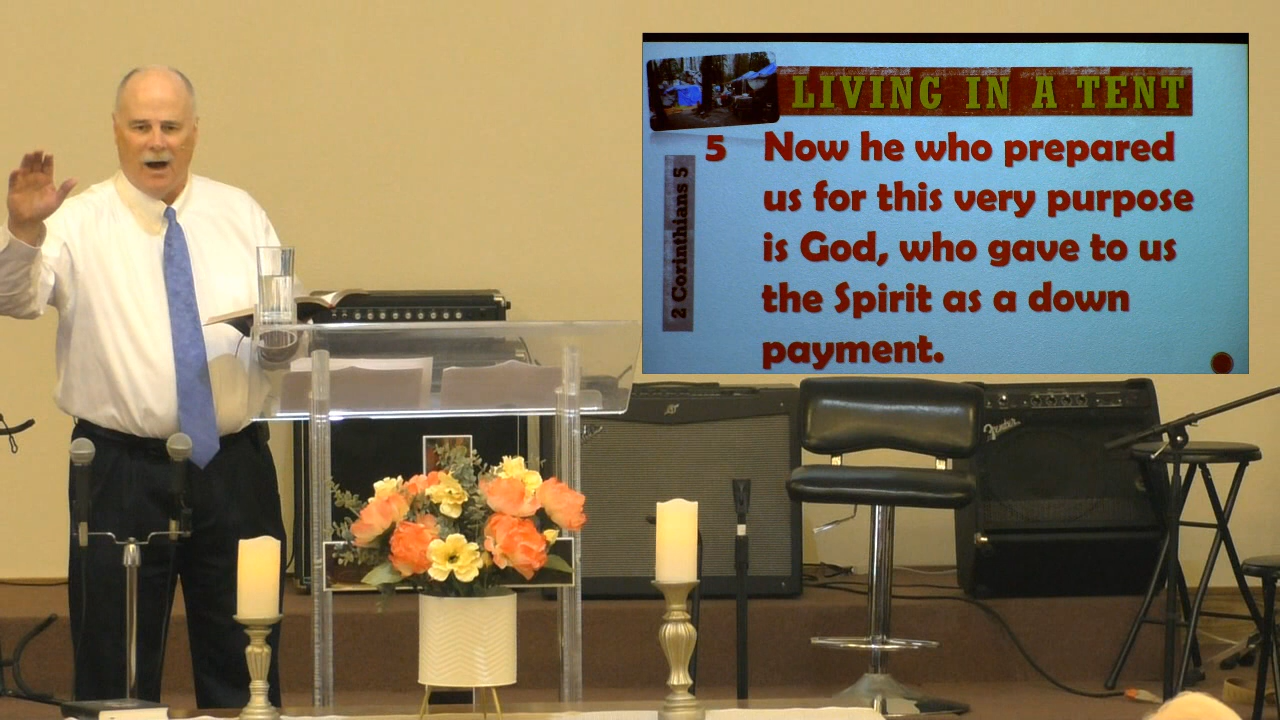 LIVING IN A TENT
2 Corinthians 5
5 Now he who prepared
us for this very purpose
is God, who gave to us
the Spirit as a down
payment.
Fender